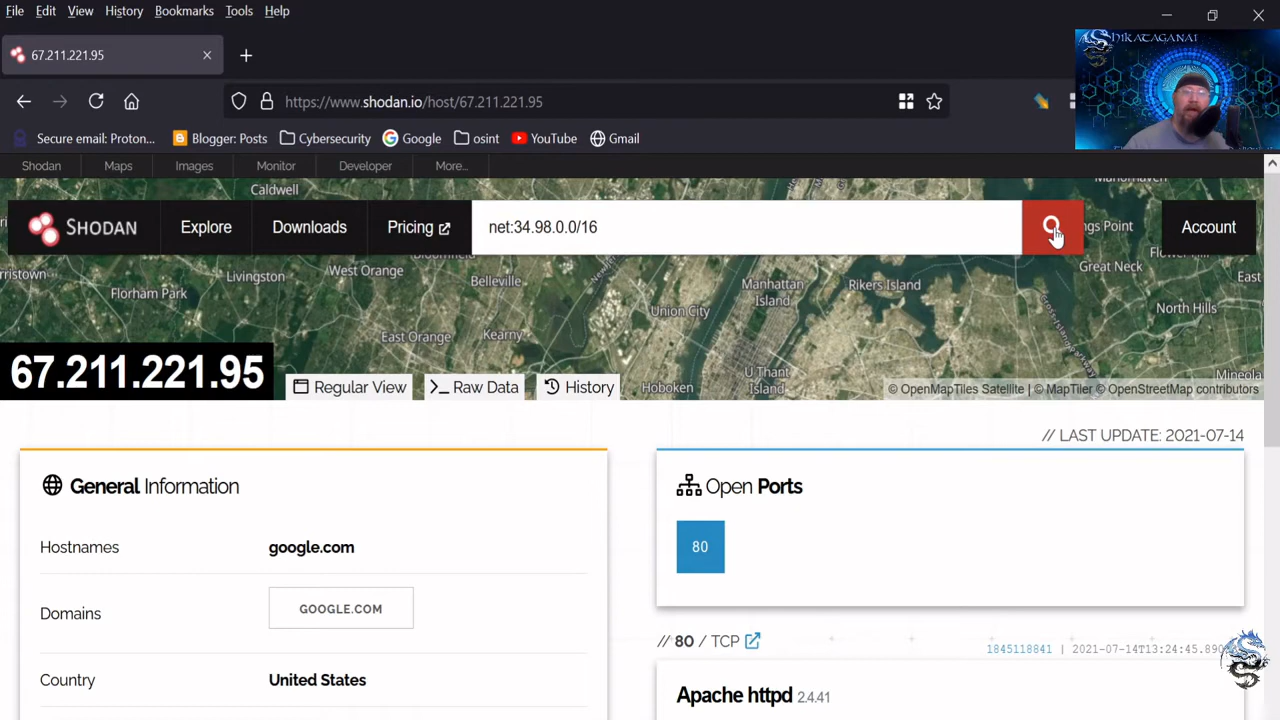 File Edit View History Bookmarks Tools Help
67.211.221.95
https://www.shodan.io/host/67.211.221.95
Secure email: Proton... Blogger: Posts Cybersecurity Google osint YouTube Gmail
SHIKATAGANAI
Shodan Maps Images Monitor Developer More...
Caldwell
SHODAN Explore Downloads Pricing net:34.98.0.0/16 ngs Point Account
rristown Livingston West Orange Belleville Great Neck East
Florham Park Union City Manhattan Island Rikers Island North Hills
East Orange Kearny
67.211.221.95 Regular View Raw Data History Hoboken U Thant Island Mineola
© OpenMapTiles Satellite | © MapTiler © OpenStreetMap contributors
// LAST UPDATE: 2021-07-14
General Information
Hostnames google.com
Domains GOOGLE.COM
Country United States
Open Ports
80
// 80 / TCP
1845118841 | 2021-07-14T13:24:45.890
Apache httpd 2.4.41